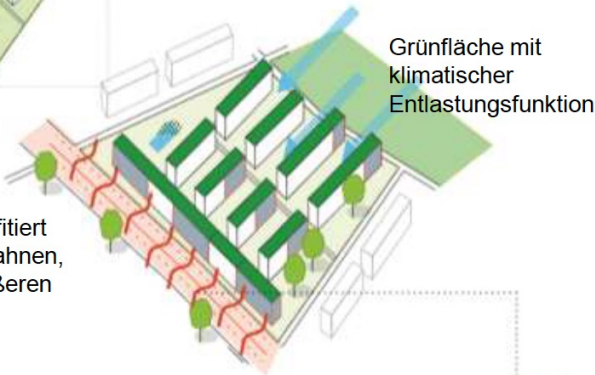 Grünfläche mit
klimatischer
Entlastungsfunktion
fitiert
ahnen,
ßeren